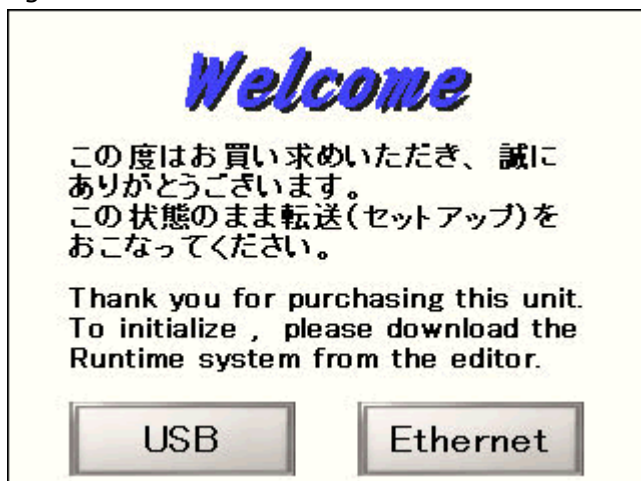 Welcome
この度はお買い求めいただき、誠に
ありがとうございます。
この状態のまま転送(セットアップ)を
おこなってください。
Thank you for purchasing this unit.
To initialize , please download the
Runtime system from the editor.
USB
Ethernet